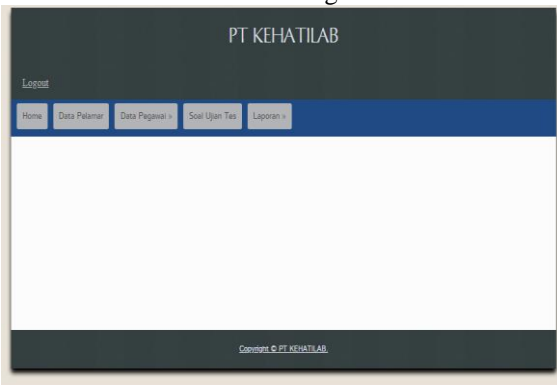 PT KEHATILAB
Logout
Home Data Pelamar Data Pegawai » Soal Ujian Tes Laporan »
Copyright © PT KEHATILAB.